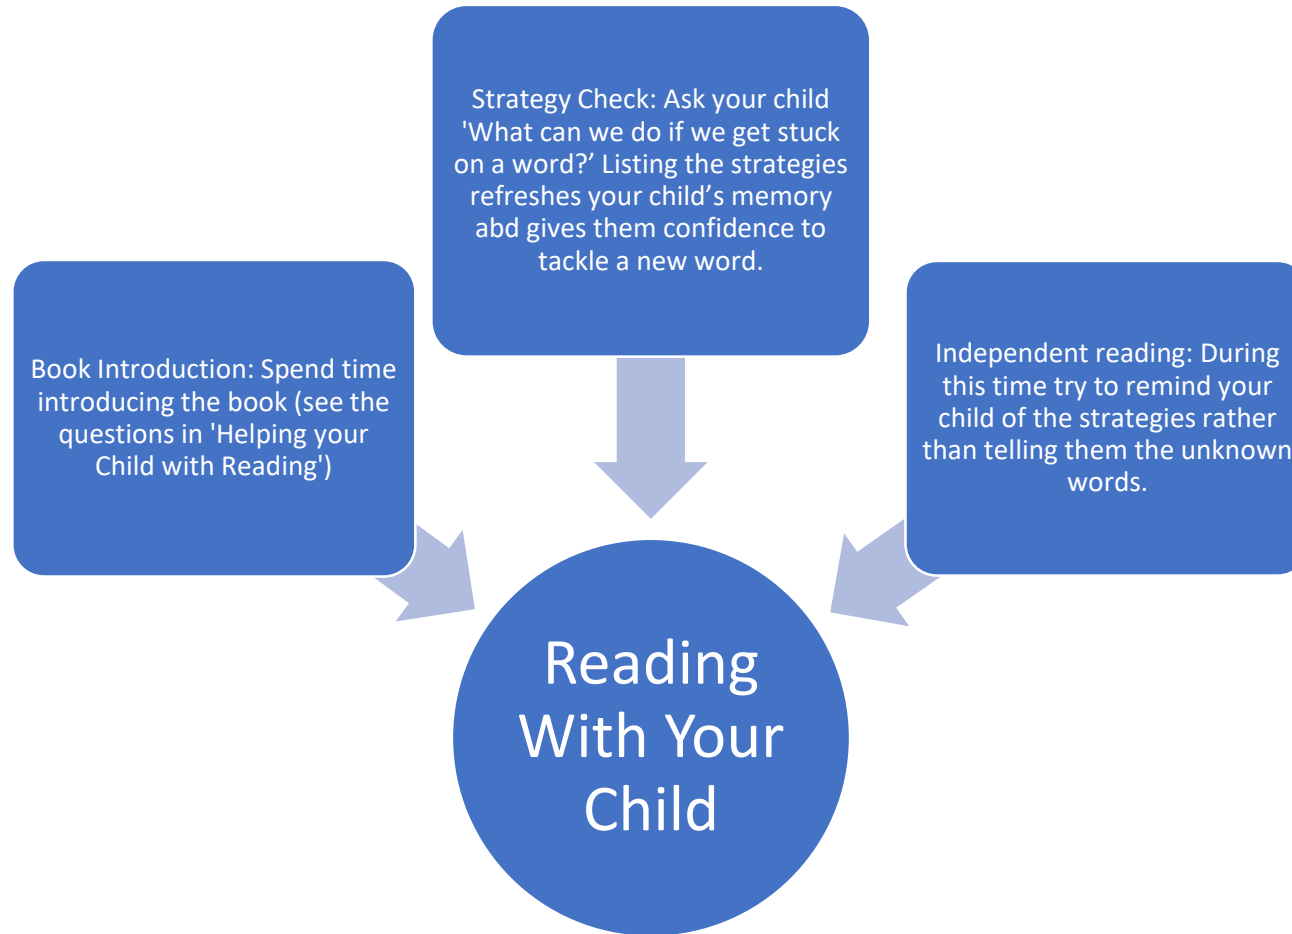 Strategy Check: Ask your child
'What can we do if we get stuck
on a word?’ Listing the strategies
refreshes your child’s memory
abd gives them confidence to
tackle a new word.
Book Introduction: Spend time
introducing the book (see the
questions in 'Helping your
Child with Reading')
Independent reading: During
this time try to remind your
child of the strategies rather
than telling them the unknown
words.
Reading
With Your
Child